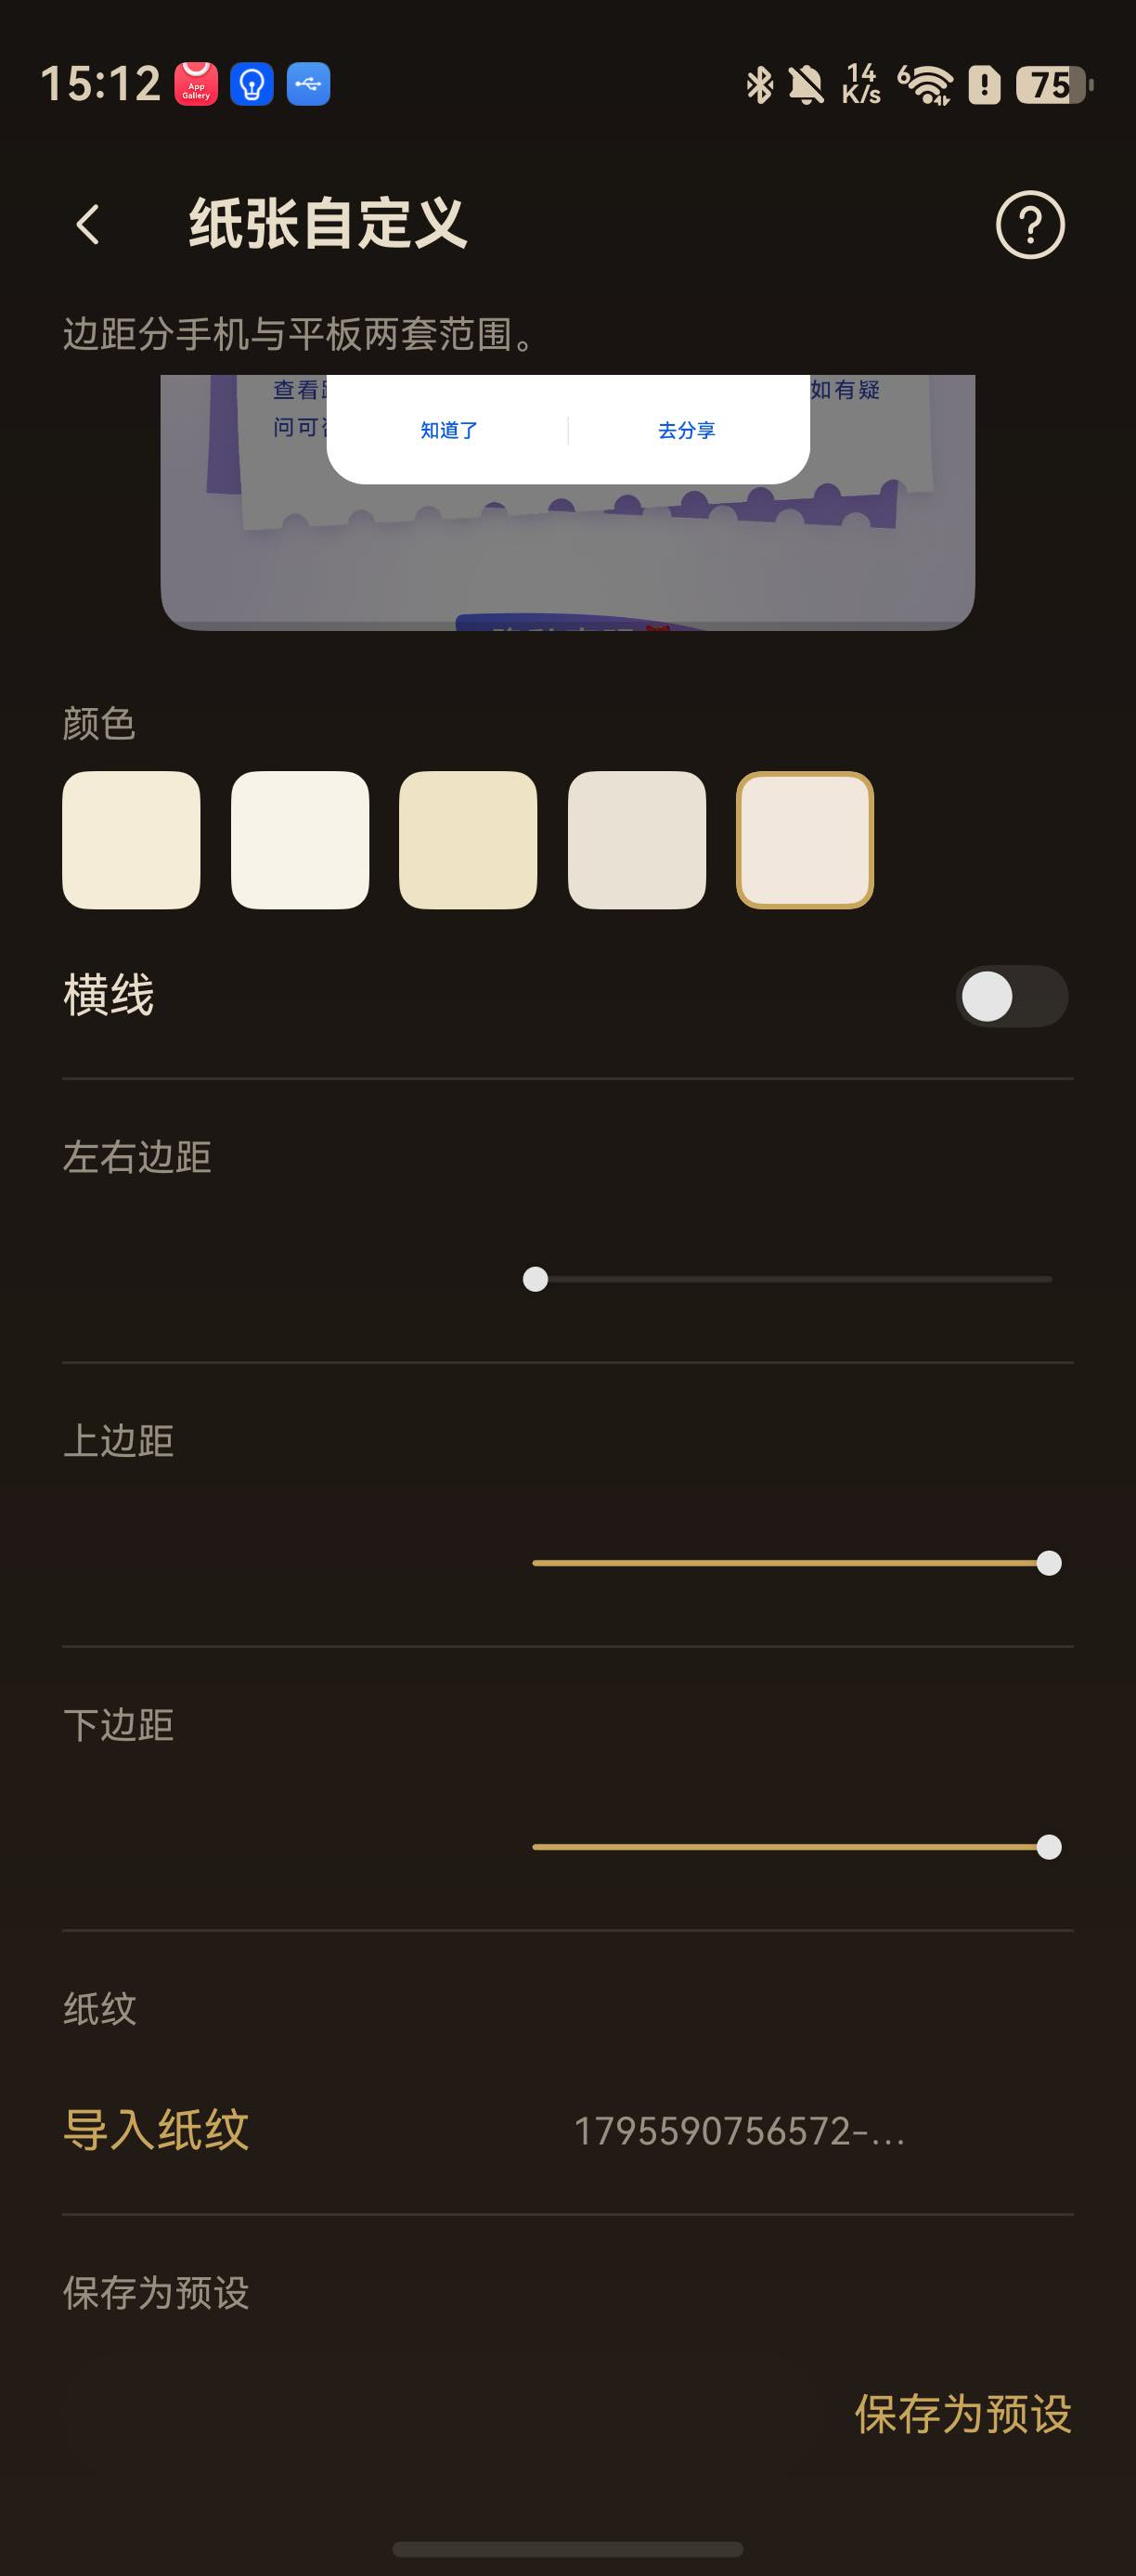 15:12
App
Gallery
14
K/s
6
75
纸张自定义
边距分手机与平板两套范围。
查看
如有疑
问可
知道了
去分享
颜色
横线
左右边距
上边距
下边距
纸纹
导入纸纹
1795590756572-...
保存为预设
保存为预设